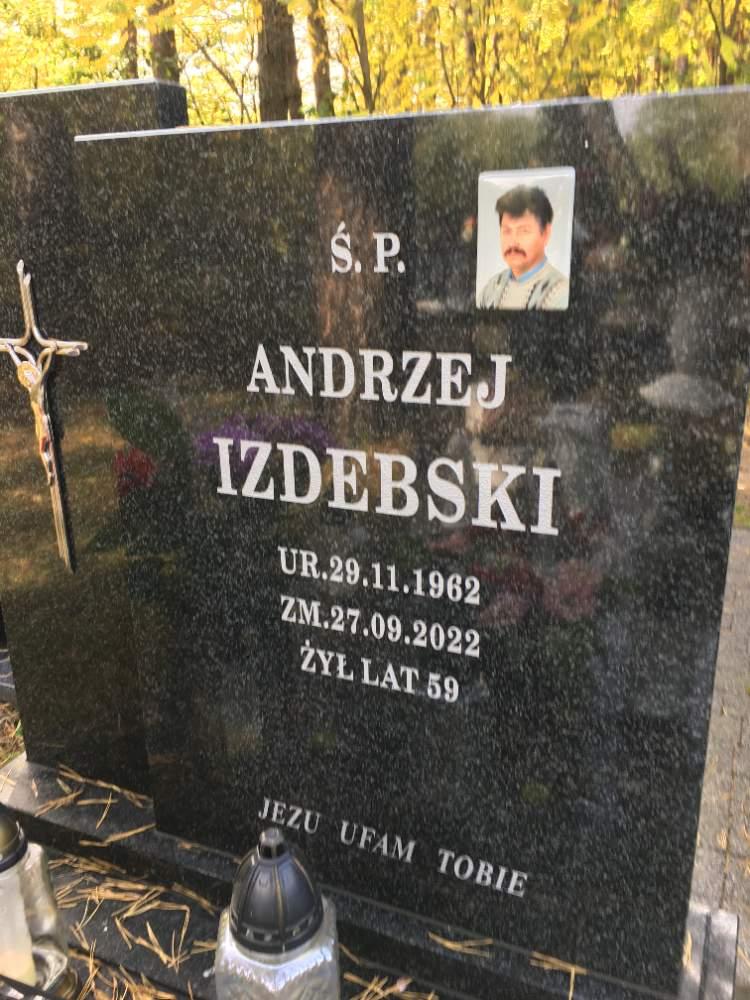 Ś. P.
ANDRZEJ
IZDEBSKI
UR.29.11.1962
ZM.27.09.2022
ŻYŁ LAT 59
JEZU UFAM TOBIE